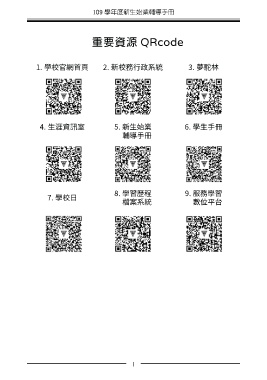 109 學年度新生始業輔導手冊
重要資源 QRcode
1. 學校官網首頁
2. 新校務行政系統
3. 夢駝林
4. 生涯資訊室
5. 新生始業
輔導手冊
6. 學生手冊
7. 學校日
8. 學習歷程
檔案系統
9. 服務學習
數位平台
1